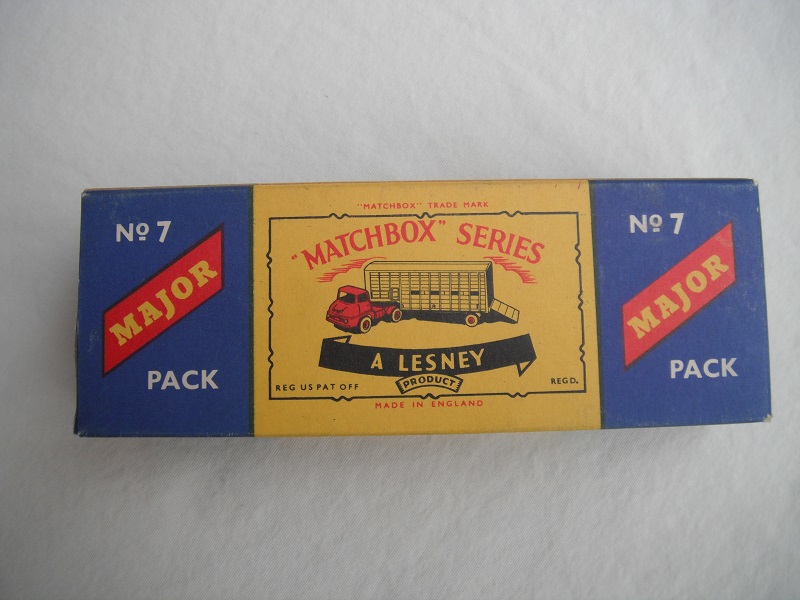 Nº 7
MAJOR
PACK
"MATCHBOX" TRADE MARK
"MATCHBOX" SERIES
A LESNEY
PRODUCT
REG US PAT OFF
REGD.
MADE IN ENGLAND
Nº 7
MAJOR
PACK